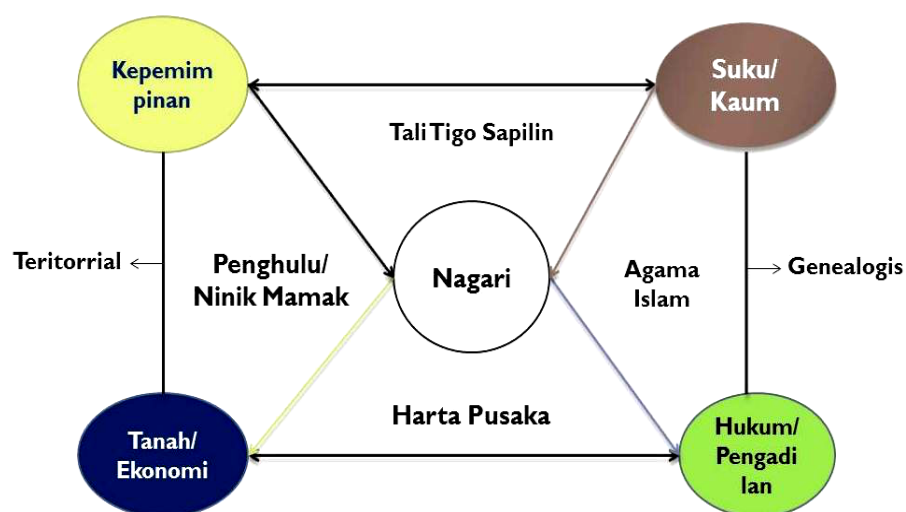 Kepemim
pinan
Suku/
Kaum
Tali Tigo Sapilin
Teritorrial
Penghulu/
Ninik Mamak
Nagari
Agama
Islam
Genealogis
Harta Pusaka
Tanah/
Ekonomi
Hukum/
Pengadi
lan